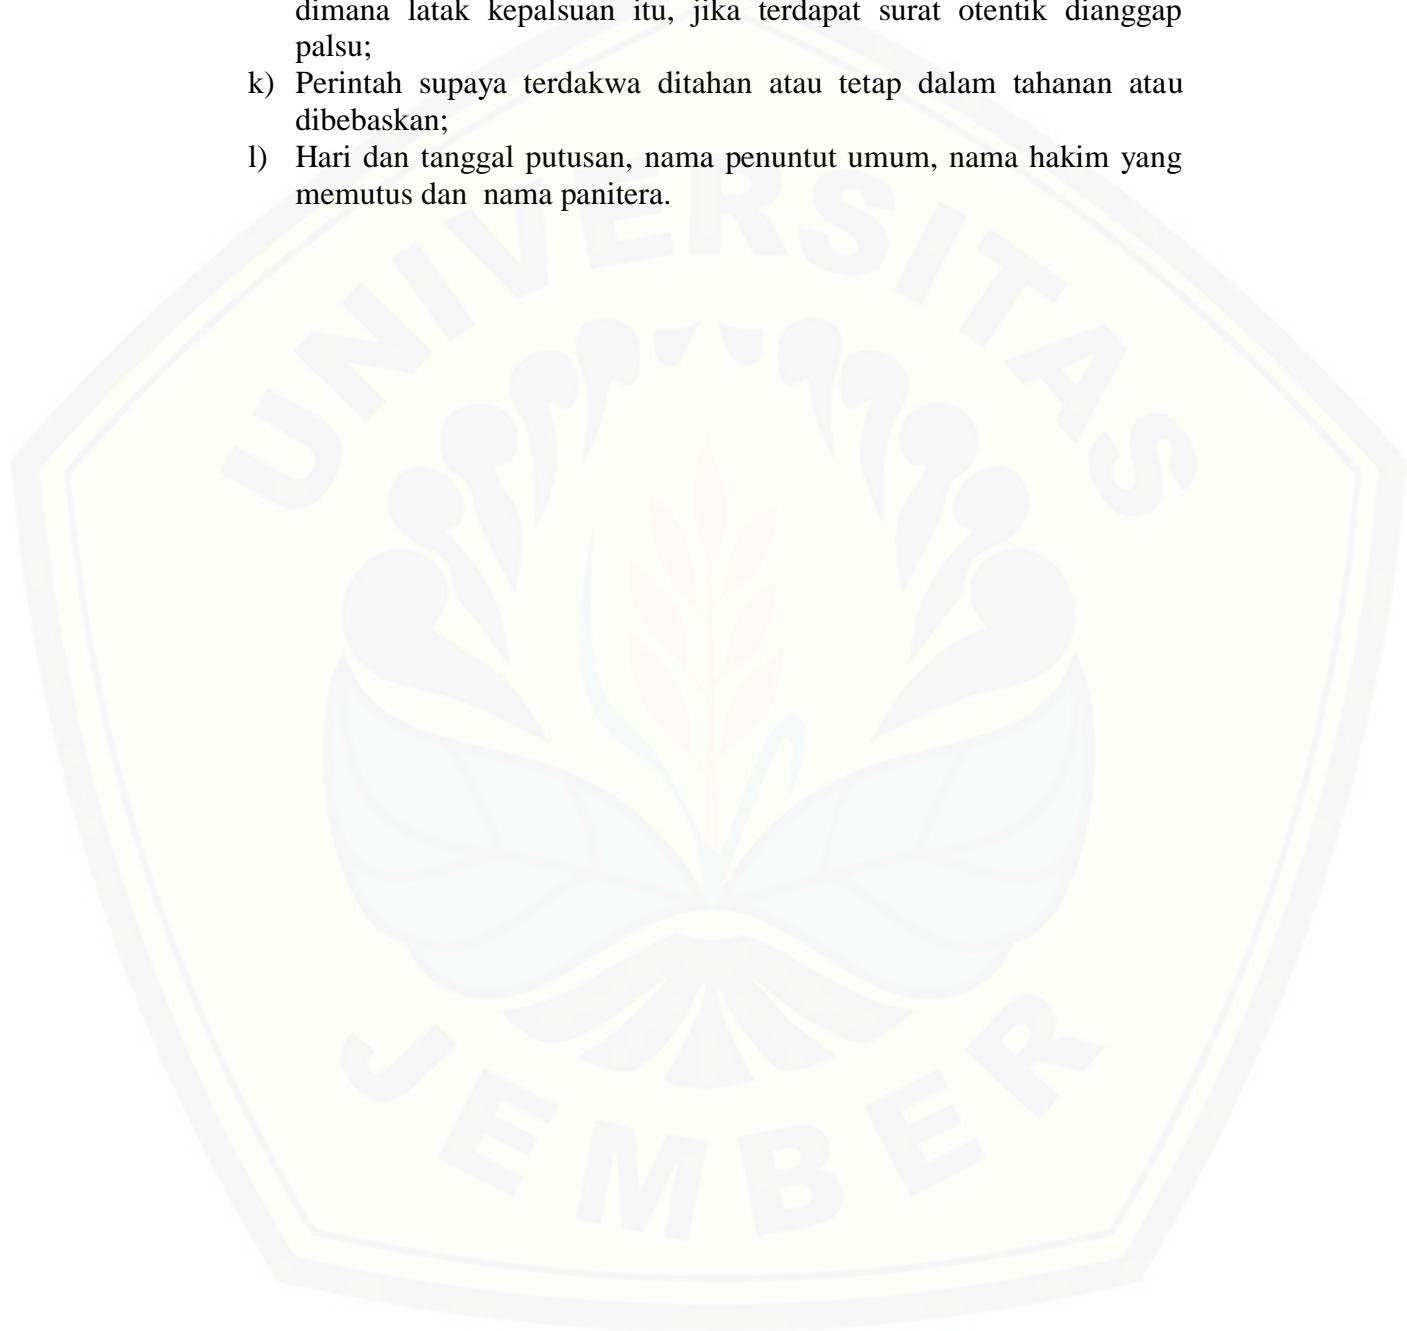 dimana latak kepalsuan itu, jika terdapat surat otentik dianggap
palsu;
k) Perintah supaya terdakwa ditahan atau tetap dalam tahanan atau
dibebaskan;
l) Hari dan tanggal putusan, nama penuntut umum, nama hakim yang
memutus dan  nama panitera.
UNIVERSITAS
JEMBER